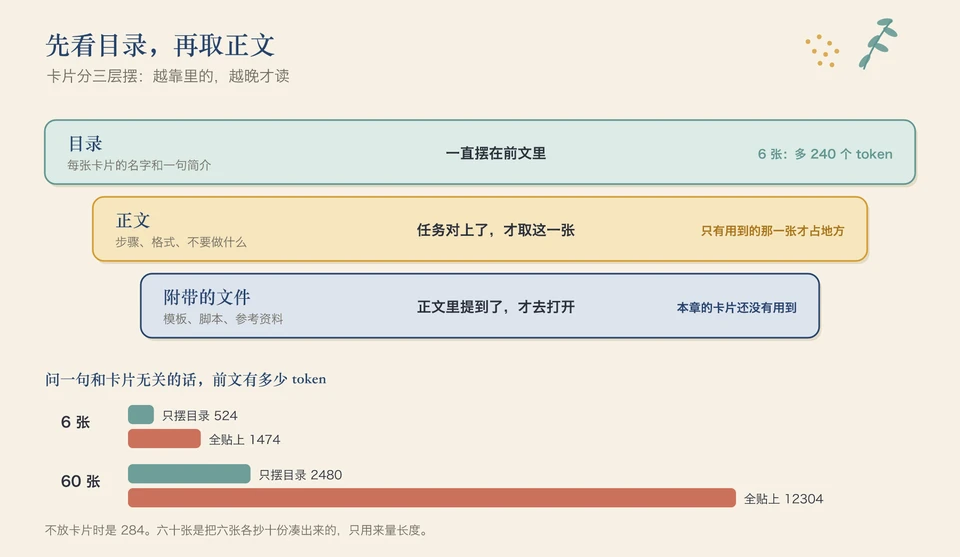 先看目录，再取正文
卡片分三层摆：越靠里的，越晚才读
目录
每张卡片的名字和一句简介
一直摆在前文里
6 张：多 240 个 token
正文
步骤、格式、不要做什么
任务对上了，才取这一张
只有用到的那一张才占地方
附带的文件
模板、脚本、参考资料
正文里提到了，才去打开
本章的卡片还没有用到
问一句和卡片无关的话，前文有多少 token
6 张
只摆目录 524
全贴上 1474
60 张
只摆目录 2480
全贴上 12304
不放卡片时是 284。六十张是把六张各抄十份凑出来的，只用来量长度。